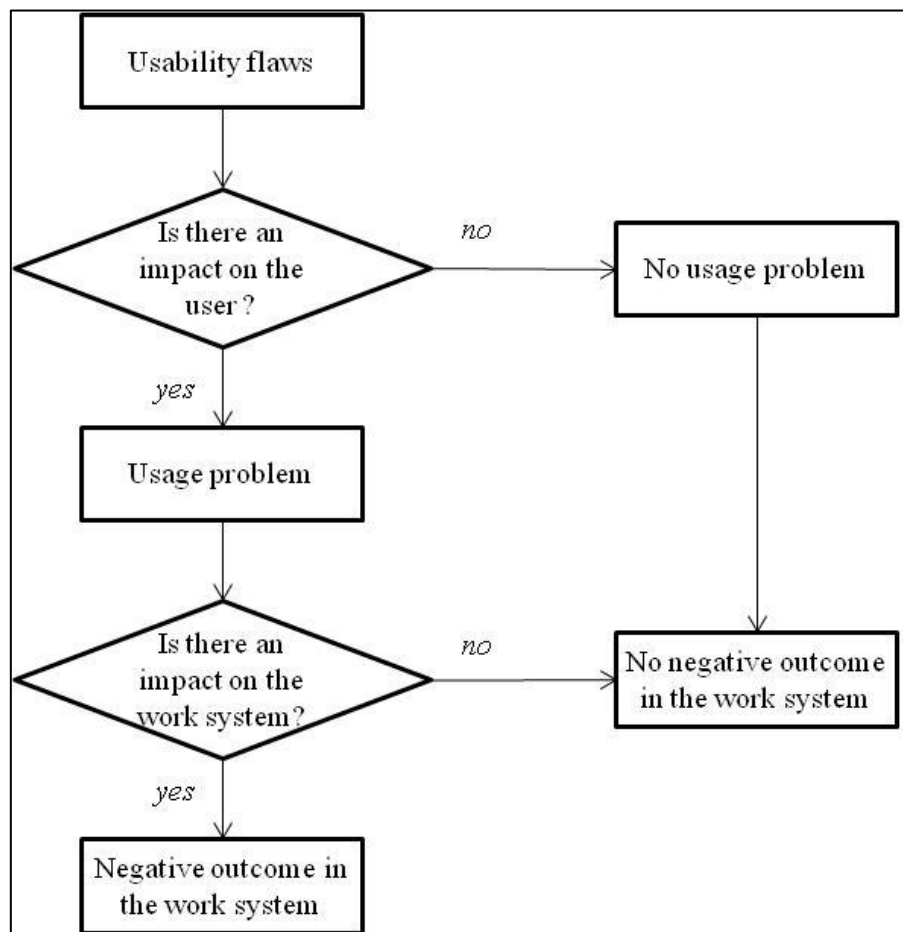 Usability flaws
Is there an
impact on the
user ?
no
No usage problem
yes
Usage problem
Is there an
impact on the
work system?
no
No negative outcome
in the work system
yes
Negative outcome in
the work system